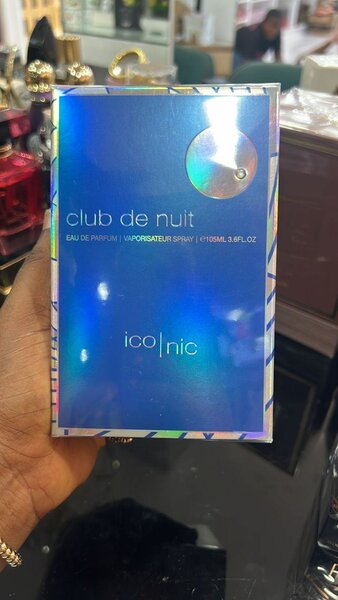 club de nuit
EAU DE PARFUM | VAPORISATEUR SPRAY | ℮105ML 3.6FL.OZ
ico|nic